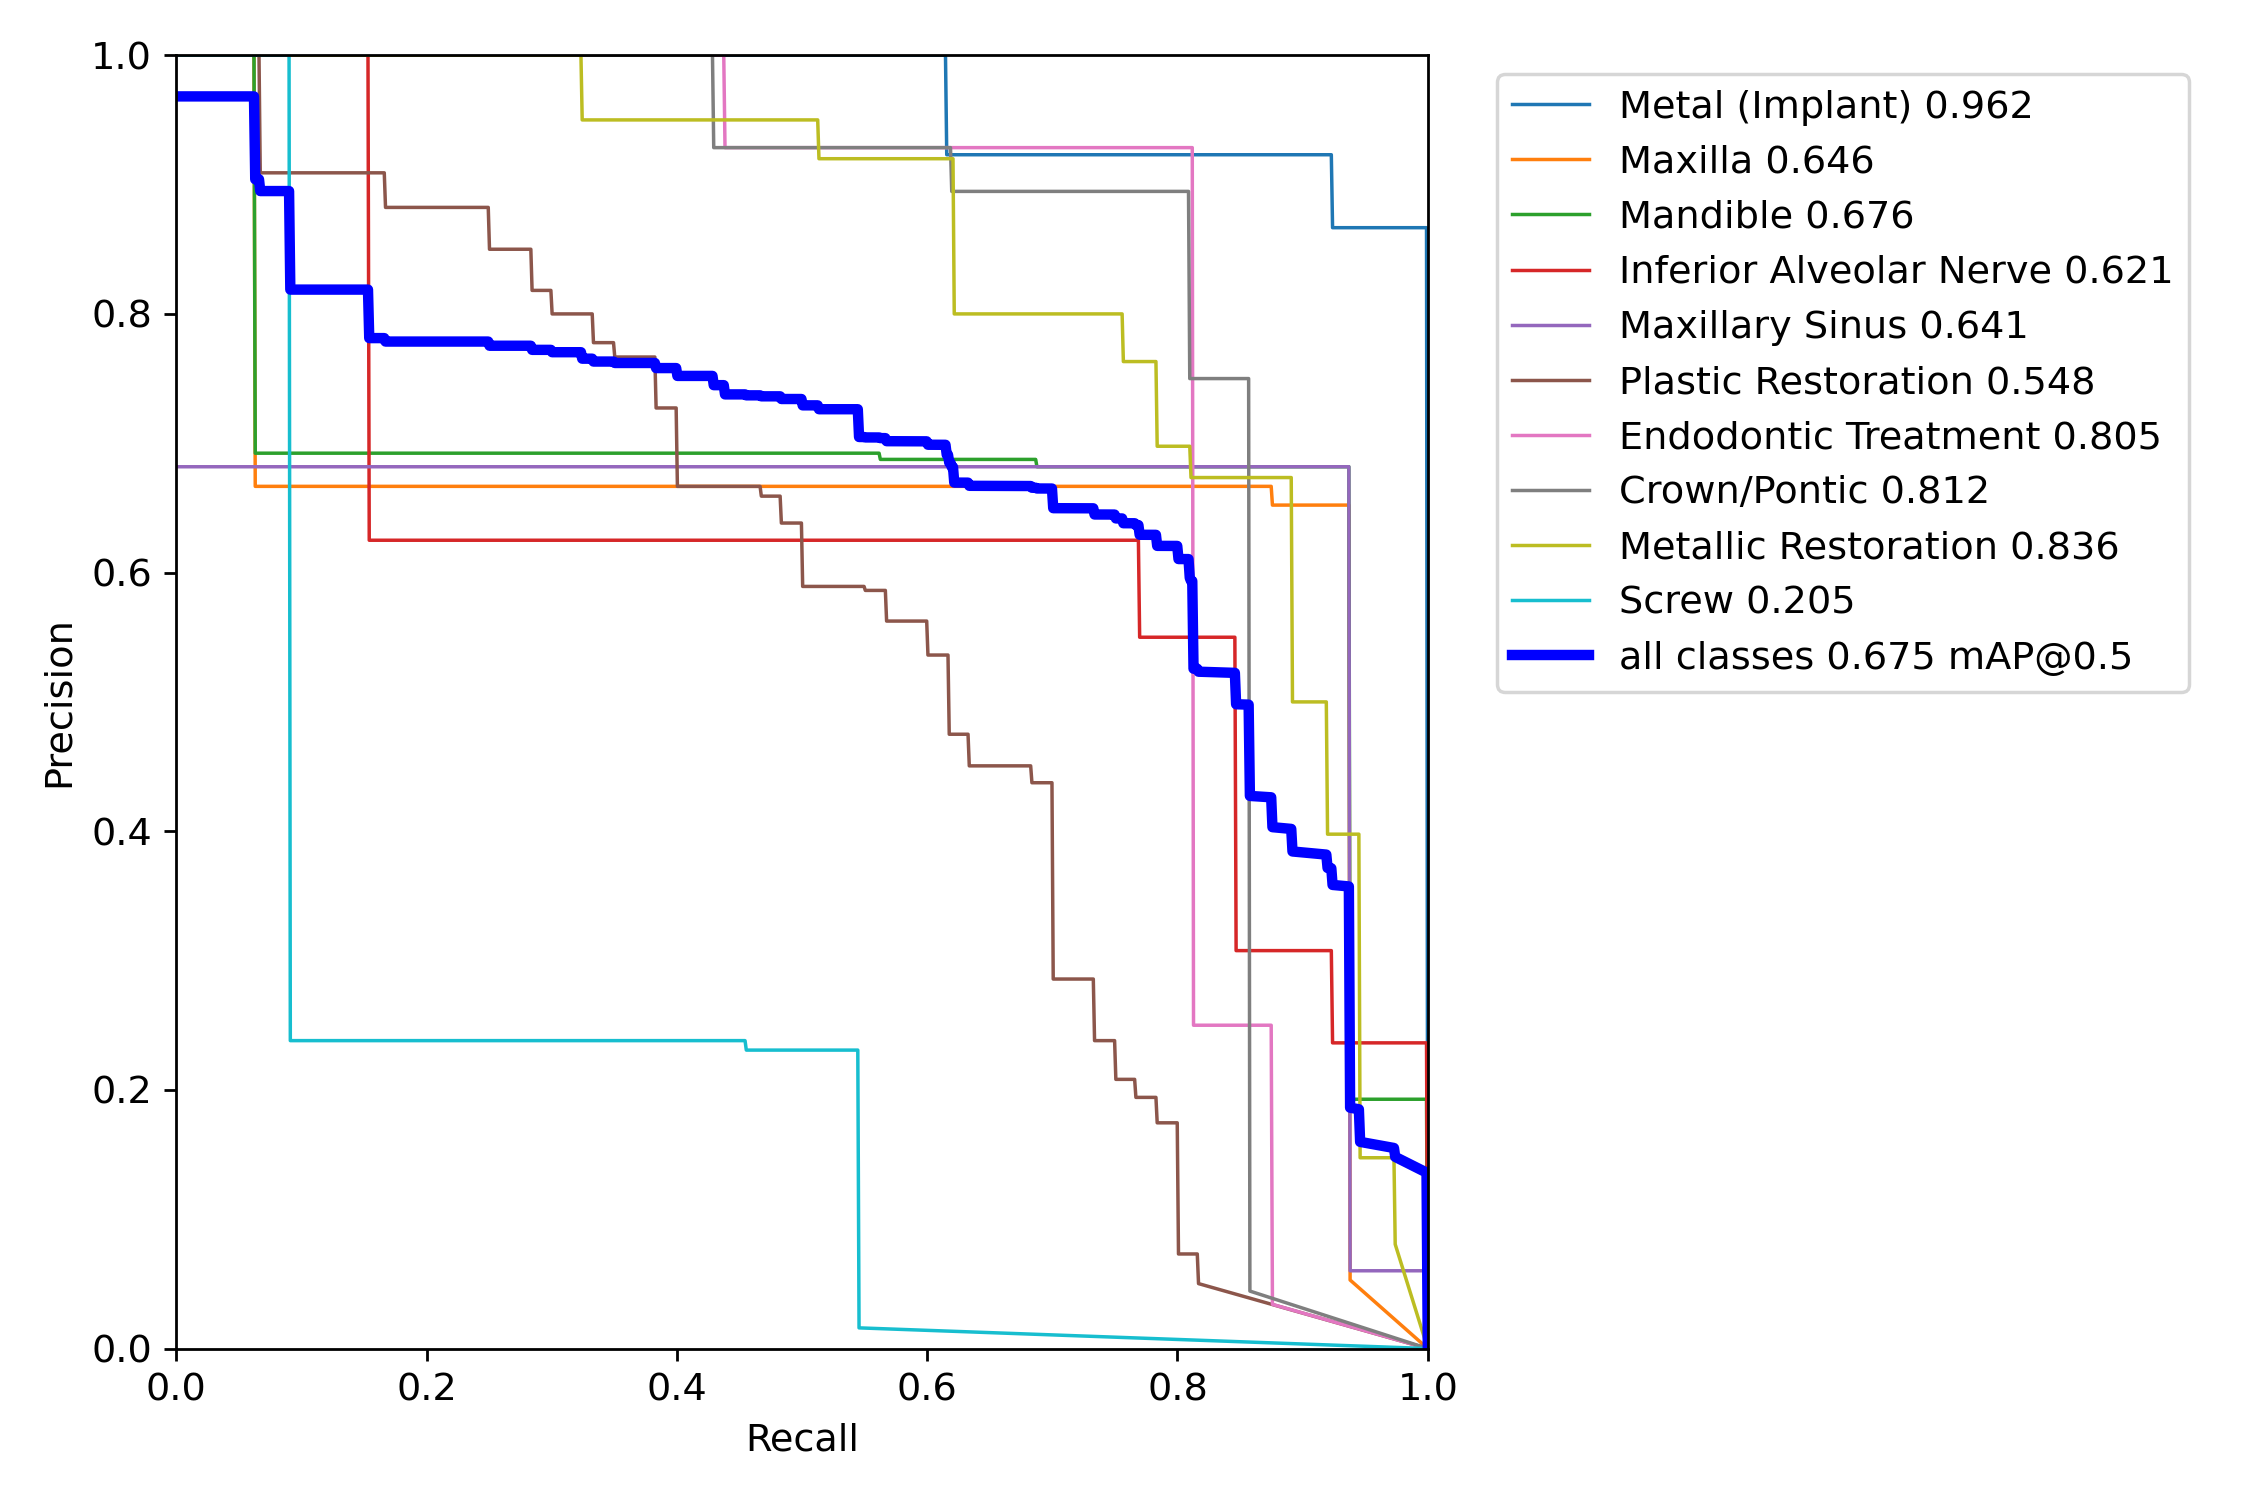 1.0
0.8
0.6
0.4
0.2
0.0
Precision
0.0 0.2 0.4 0.6 0.8 1.0
Recall
Metal (Implant) 0.962
Maxilla 0.646
Mandible 0.676
Inferior Alveolar Nerve 0.621
Maxillary Sinus 0.641
Plastic Restoration 0.548
Endodontic Treatment 0.805
Crown/Pontic 0.812
Metallic Restoration 0.836
Screw 0.205
all classes 0.675 mAP@0.5